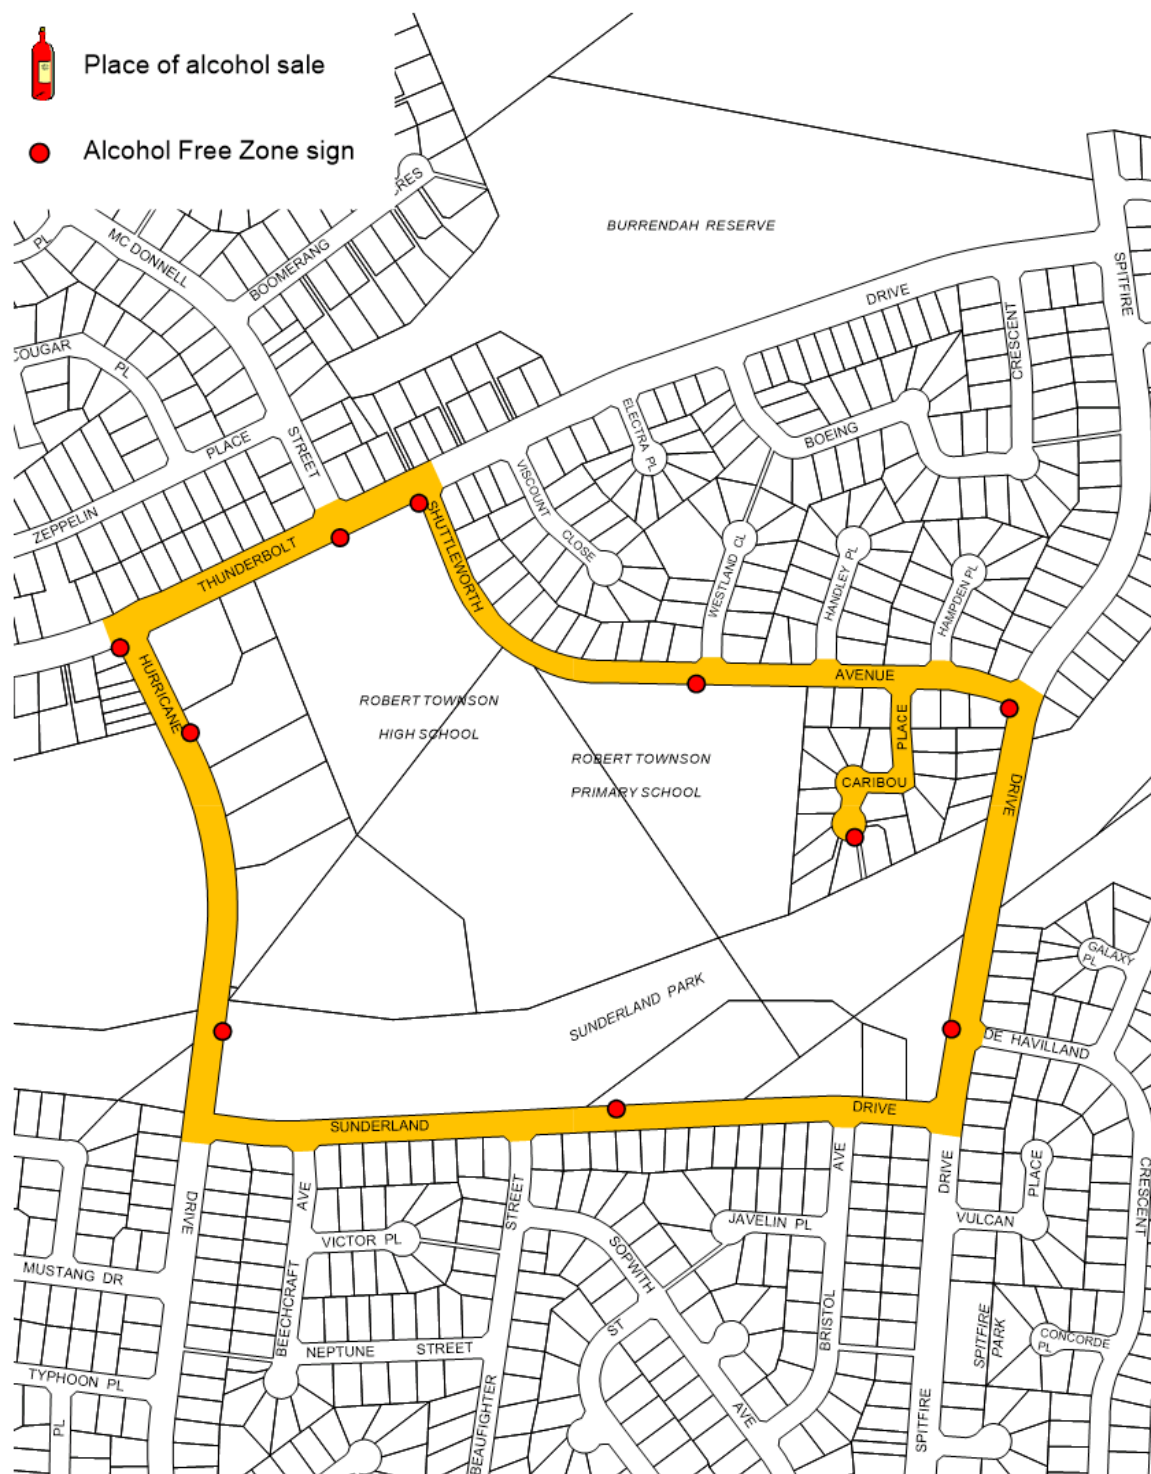 Place of alcohol sale
Alcohol Free Zone sign
BURRENDAH RESERVE
PL
MC DONNELL
BOOMERANG
SPITFIRE
DRIVE
CRESCENT
PL
ELECTRA PL
BOEING
STREET
PLACE
VISCOUNT
CLOSE
ZEPPELIN
THUNDERBOLT
SHUTTLEWORTH
WESTLAND CL
HANDLEY PL
HAMPDEN PL
HURRICANE
AVENUE
ROBERT TOWNSON
HIGH SCHOOL
PLACE
ROBERT TOWNSON
PRIMARY SCHOOL
CARIBOU
DRIVE
GALAXY
PL
SUNDERLAND PARK
DE HAVILLAND
SUNDERLAND
DRIVE
DRIVE
AVE
STREET
AVE
DRIVE
PLACE
CRESCENT
VICTOR PL
JAVELIN PL
VULCAN
SOPWITH
MUSTANG DR
BEECHCRAFT
ST
BRISTOL
SPITFIRE
PARK
CONCORDE
PL
NEPTUNE STREET
TYPHOON PL
PL
BEAUFIGHTER
AVE
SPITFIRE